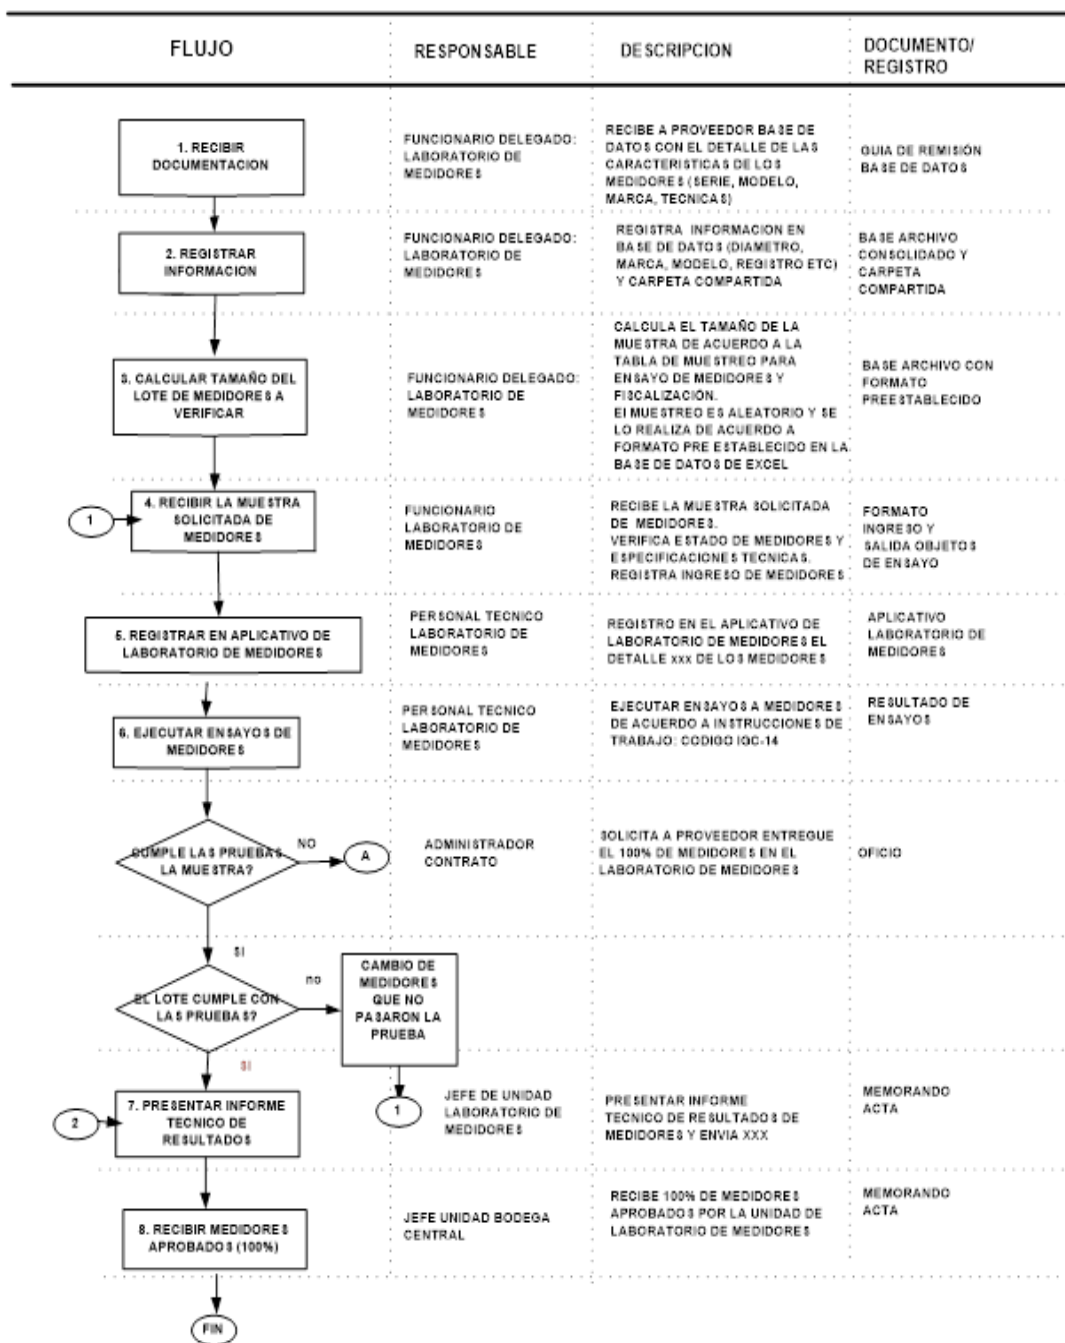 FLUJO
RESPONSABLE
DESCRIPCION
DOCUMENTO/
REGISTRO
1. RECIBIR
DOCUMENTACION
FUNCIONARIO DELEGADO:
LABORATORIO DE
MEDIDORES
RECIBE A PROVEEDOR BASE DE
DATOS CON EL DETALLE DE LAS
CARACTERISTICAS DE LOS
MEDIDORES (SERIE, MODELO,
MARCA, TECNICAS)
GUIA DE REMISIÓN
BASE DE DATOS
2. REGISTRAR
INFORMACION
FUNCIONARIO DELEGADO:
LABORATORIO DE
MEDIDORES
REGISTRA INFORMACION EN
BASE DE DATOS (DIAMETRO,
MARCA, MODELO, REGISTRO ETC)
Y CARPETA COMPARTIDA
BASE ARCHIVO
CONSOLIDADO Y
CARPETA
COMPARTIDA
3. CALCULAR TAMAÑO DEL
LOTE DE MEDIDORES A
VERIFICAR
FUNCIONARIO DELEGADO:
LABORATORIO DE
MEDIDORES
CALCULA EL TAMAÑO DE LA
MUESTRA DE ACUERDO A LA
TABLA DE MUESTREO PARA
ENSAYO DE MEDIDORES Y
FISCALIZACIÓN.
El MUESTREO ES ALEATORIO Y SE
LO REALIZA DE ACUERDO A
FORMATO PRE ESTABLECIDO EN LA
BASE DE DATOS DE EXCEL
BASE ARCHIVO CON
FORMATO
PREESTABLECIDO
1
4. RECIBIR LA MUESTRA
SOLICITADA DE
MEDIDORES
FUNCIONARIO
LABORATORIO DE
MEDIDORES
RECIBE LA MUESTRA SOLICITADA
DE MEDIDORES.
VERIFICA ESTADO DE MEDIDORES Y
ESPECIFICACIONES TECNICAS.
REGISTRA INGRESO DE MEDIDORES
FORMATO
INGRESO Y
SALIDA OBJETOS
DE ENSAYO
5. REGISTRAR EN APLICATIVO DE
LABORATORIO DE MEDIDORES
PERSONAL TECNICO
LABORATORIO DE
MEDIDORES
REGISTRO EN EL APLICATIVO DE
LABORATORIO DE MEDIDORES EL
DETALLE xxx DE LOS MEDIDORES
APLICATIVO
LABORATORIO DE
MEDIDORES
6. EJECUTAR ENSAYOS DE
MEDIDORES
PERSONAL TECNICO
LABORATORIO DE
MEDIDORES
EJECUTAR ENSAYOS A MEDIDORES
DE ACUERDO A INSTRUCCIONES DE
TRABAJO: CODIGO IGC-14
RESULTADO DE
ENSAYOS
CUMPLE LAS PRUEBAS
LA MUESTRA?
NO
A
ADMINISTRADOR
CONTRATO
SOLICITA A PROVEEDOR ENTREGUE
EL 100% DE MEDIDORES EN EL
LABORATORIO DE MEDIDORES
OFICIO
SI
EL LOTE CUMPLE CON
LAS PRUEBAS?
no
CAMBIO DE
MEDIDORES
QUE NO
PASARON LA
PRUEBA
SI
1
2
7. PRESENTAR INFORME
TECNICO DE
RESULTADOS
JEFE DE UNIDAD
LABORATORIO DE
MEDIDORES
PRESENTAR INFORME
TECNICO DE RESULTADOS DE
MEDIDORES Y ENVIA XXX
MEMORANDO
ACTA
8. RECIBIR MEDIDORES
APROBADOS (100%)
JEFE UNIDAD BODEGA
CENTRAL
RECIBE 100% DE MEDIDORES
APROBADOS POR LA UNIDAD DE
LABORATORIO DE MEDIDORES
MEMORANDO
ACTA
FIN